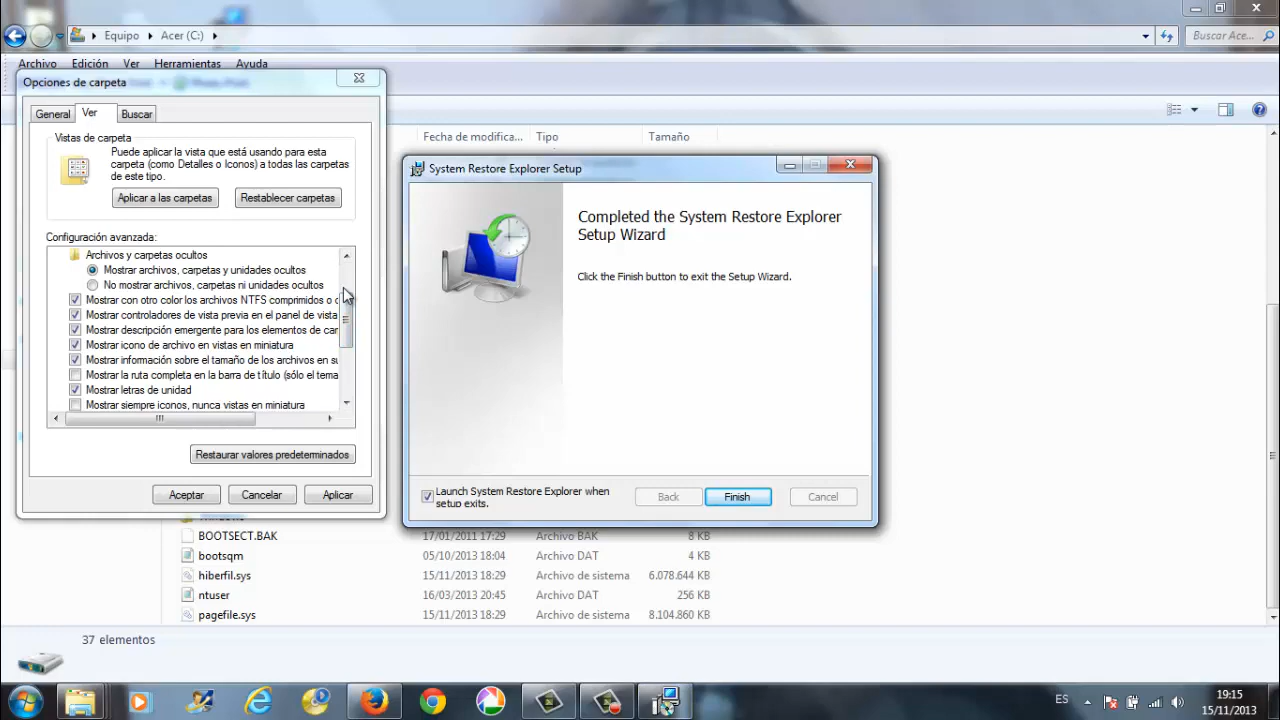 Equipo
Acer (C:)
Buscar Ace...
Archivo
Edición
Ver
Herramientas
Ayuda
Opciones de carpeta
General
Ver
Buscar
Vistas de carpeta
Puede aplicar la vista que está usando para esta
carpeta (como Detalles o Iconos) a todas las carpetas
de este tipo.
Aplicar a las carpetas
Restablecer carpetas
Configuración avanzada:
Archivos y carpetas ocultos
Mostrar archivos, carpetas y unidades ocultos
No mostrar archivos, carpetas ni unidades ocultos
Mostrar con otro color los archivos NTFS comprimidos o c
Mostrar controladores de vista previa en el panel de vista
Mostrar descripción emergente para los elementos de car
Mostrar icono de archivo en vistas en miniatura
Mostrar información sobre el tamaño de los archivos en su
Mostrar la ruta completa en la barra de título (sólo el tema
Mostrar letras de unidad
Mostrar siempre iconos, nunca vistas en miniatura
Restaurar valores predeterminados
Aceptar
Cancelar
Aplicar
Fecha de modifica...
Tipo
Tamaño
System Restore Explorer Setup
Completed the System Restore Explorer
Setup Wizard
Click the Finish button to exit the Setup Wizard.
Launch System Restore Explorer when
setup exits.
Back
Finish
Cancel
BOOTSECT.BAK 17/01/2011 17:29 Archivo BAK 8 KB
bootsqm 05/10/2013 18:04 Archivo DAT 4 KB
hiberfil.sys 15/11/2013 18:29 Archivo de sistema 6.078.644 KB
ntuser 16/03/2013 20:45 Archivo DAT 256 KB
pagefile.sys 15/11/2013 18:29 Archivo de sistema 8.104.860 KB
37 elementos
ES
19:15
15/11/2013